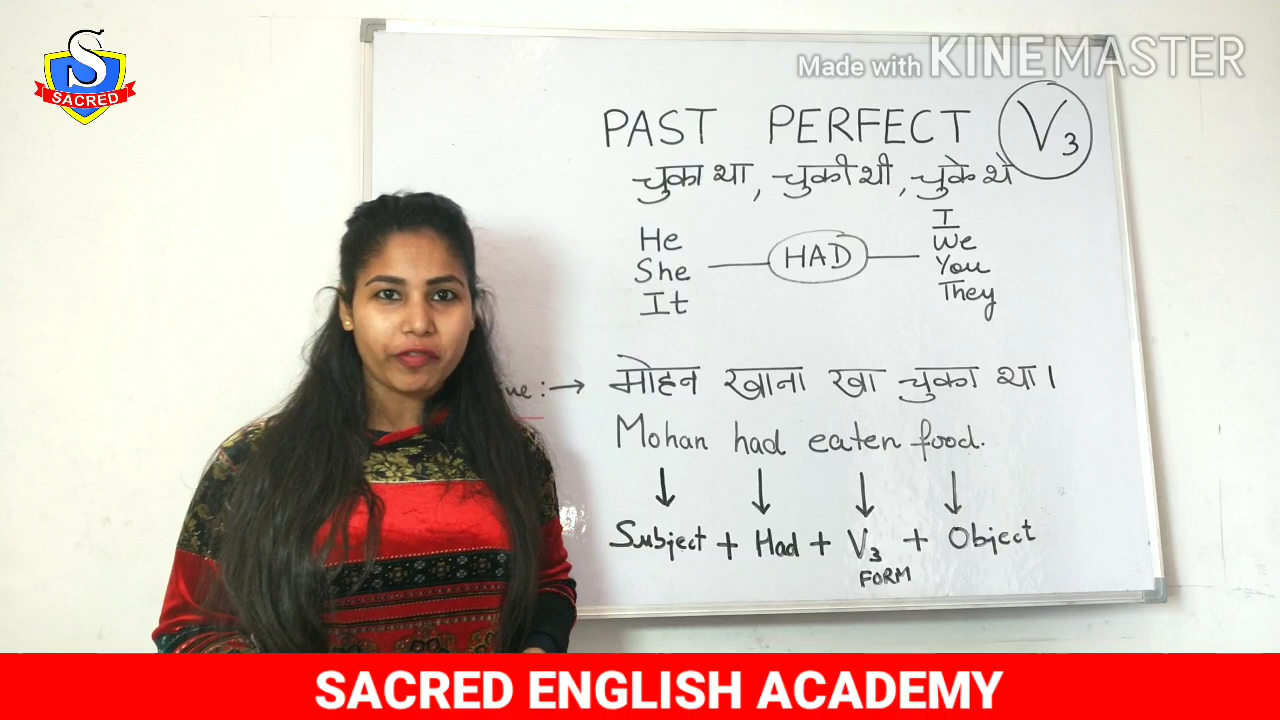 S
SACRED
Made with KINEMASTER
PAST PERFECT V3
चुका था, चुकी थी, चुके थे
He
She
It
HAD
I
We
You
They
:→ मोहन खाना खा चुका था।
Mohan had eaten food.
↓ ↓ ↓ ↓
Subject + Had + V3 + Object
FORM
SACRED ENGLISH ACADEMY